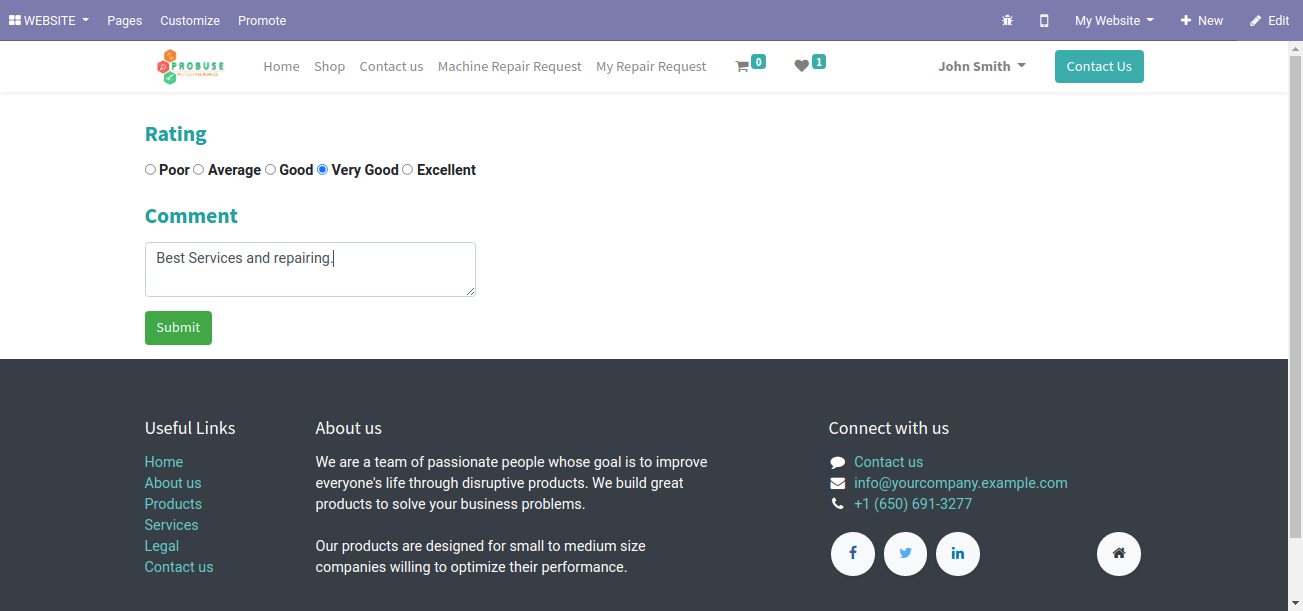 WEBSITE Pages Customize Promote My Website New Edit
PROBUSE Home Shop Contact us Machine Repair Request My Repair Request 0 1 John Smith Contact Us
Rating
Poor Average Good Very Good Excellent
Comment
Best Services and repairing.
Submit
Useful Links
Home
About us
Products
Services
Legal
Contact us
About us
We are a team of passionate people whose goal is to improve
everyone's life through disruptive products. We build great
products to solve your business problems.
Our products are designed for small to medium size
companies willing to optimize their performance.
Connect with us
Contact us
info@yourcompany.example.com
+1 (650) 691-3277